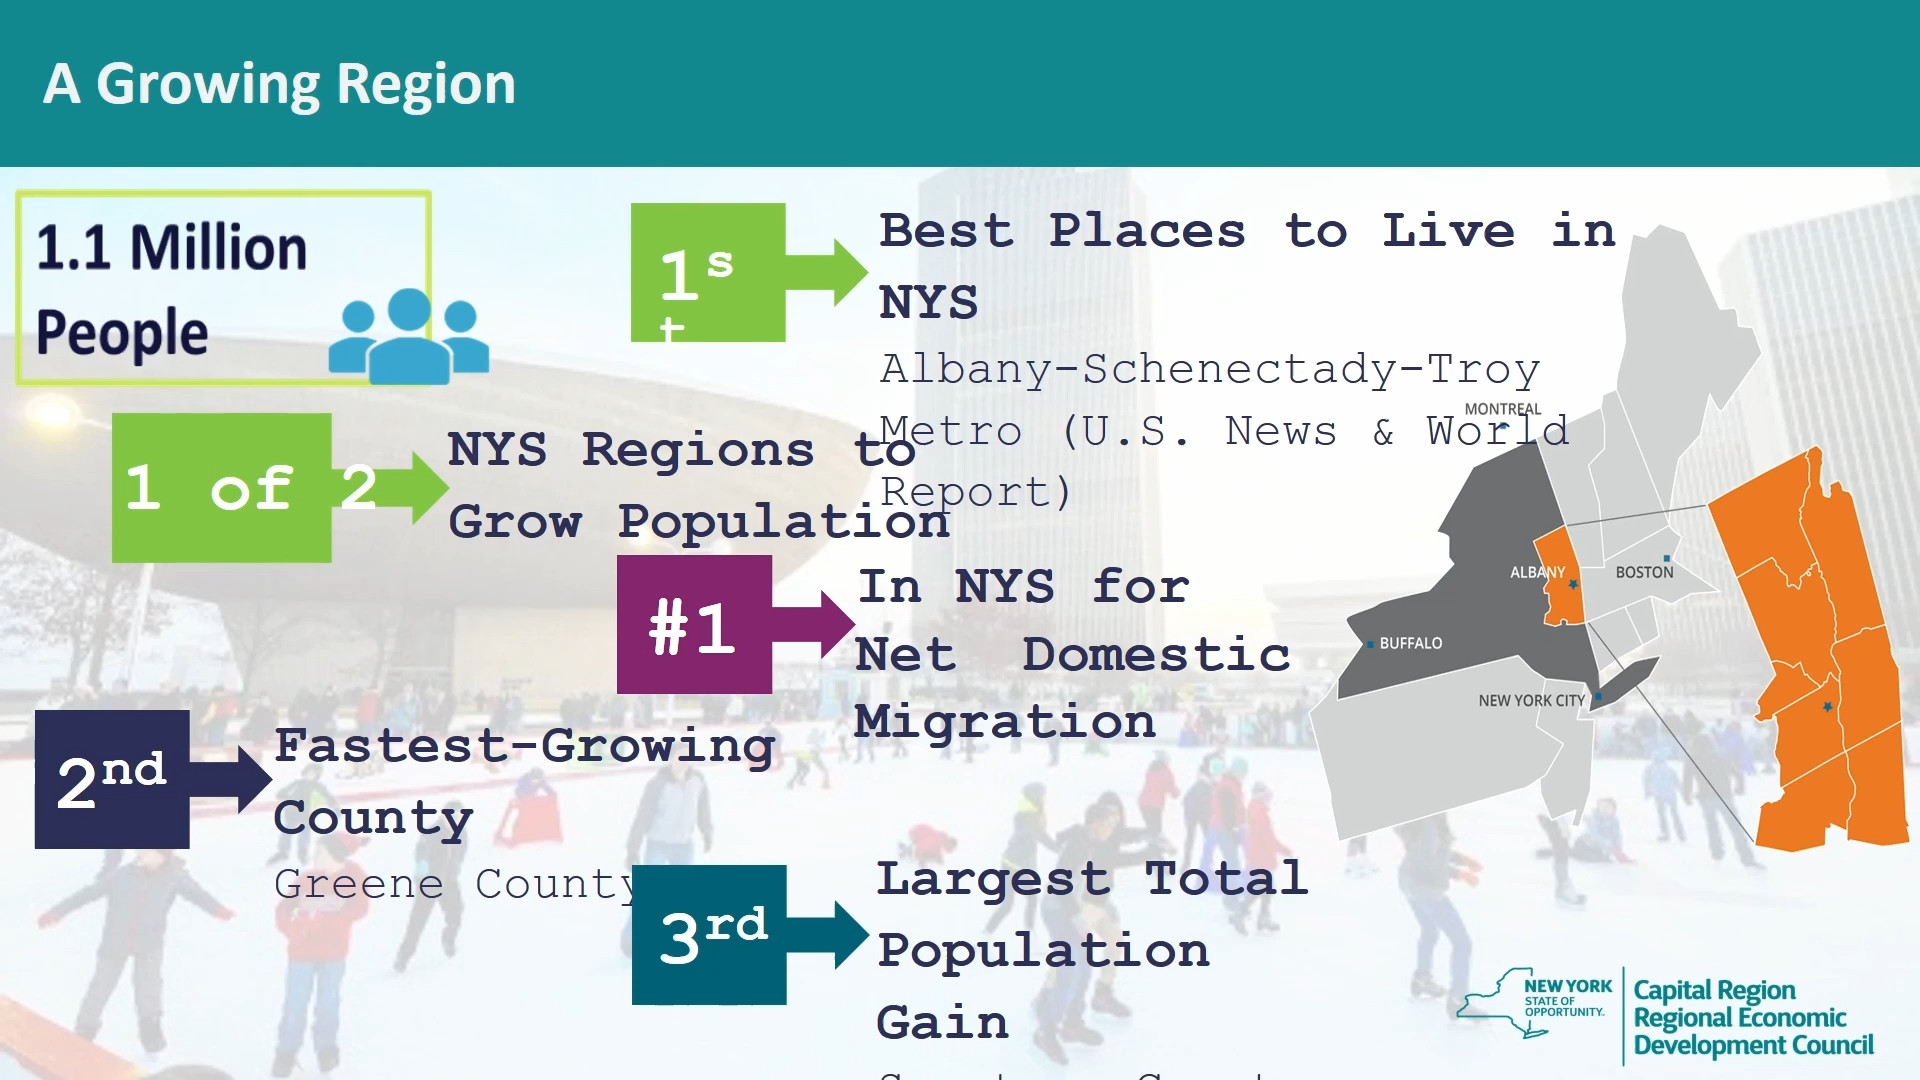 A Growing Region
1.1 Million
People
1st
Best Places to Live in
NYS
Albany-Schenectady-Troy
Metro (U.S. News & World
Report)
1 of 2
NYS Regions to
Grow Population
#1
In NYS for
Net Domestic
Migration
2nd
Fastest-Growing
County
Greene County
3rd
Largest Total
Population
Gain
MONTREAL
ALBANY
BOSTON
BUFFALO
NEW YORK CITY
NEW YORK
STATE OF
OPPORTUNITY.
Capital Region
Regional Economic
Development Council